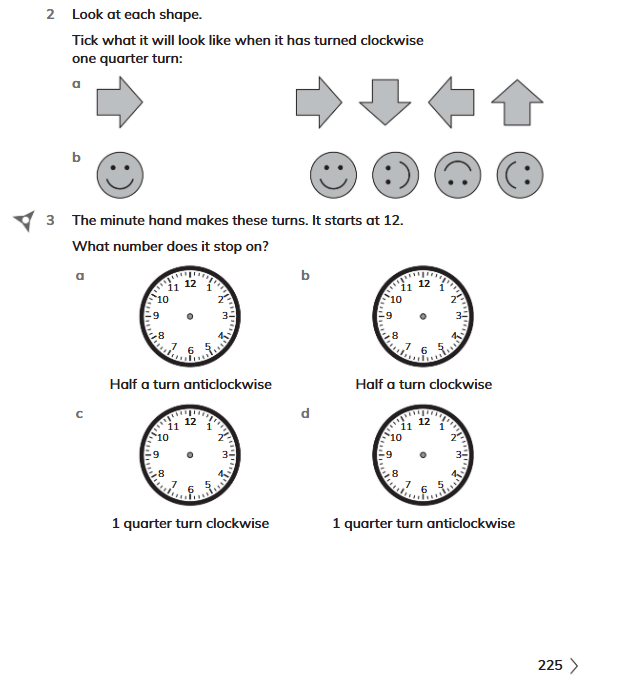 2 Look at each shape.
Tick what it will look like when it has turned clockwise
one quarter turn:
a
b
3 The minute hand makes these turns. It starts at 12.
What number does it stop on?
a b
12 1 2 3 4 5 6 7 8 9 10 11
12 1 2 3 4 5 6 7 8 9 10 11
Half a turn anticlockwise Half a turn clockwise
c d
12 1 2 3 4 5 6 7 8 9 10 11
12 1 2 3 4 5 6 7 8 9 10 11
1 quarter turn clockwise 1 quarter turn anticlockwise
225